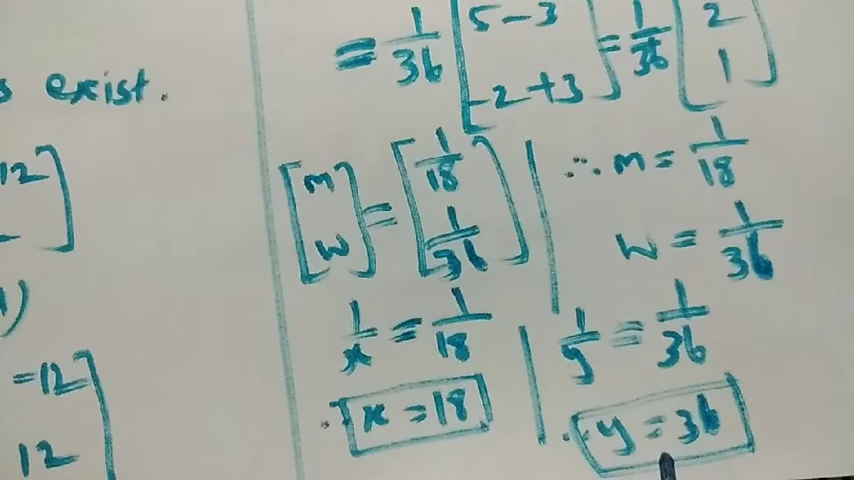 s exist.
12
1)
=12
12
= 1/36 [5-3 -2+3] = 1/36 [2 1]
[m w] = [1/18 1/36]
∴ m = 1/18
w = 1/36
1/x = 1/18
1/y = 1/36
∴ x = 18
∴ y = 36